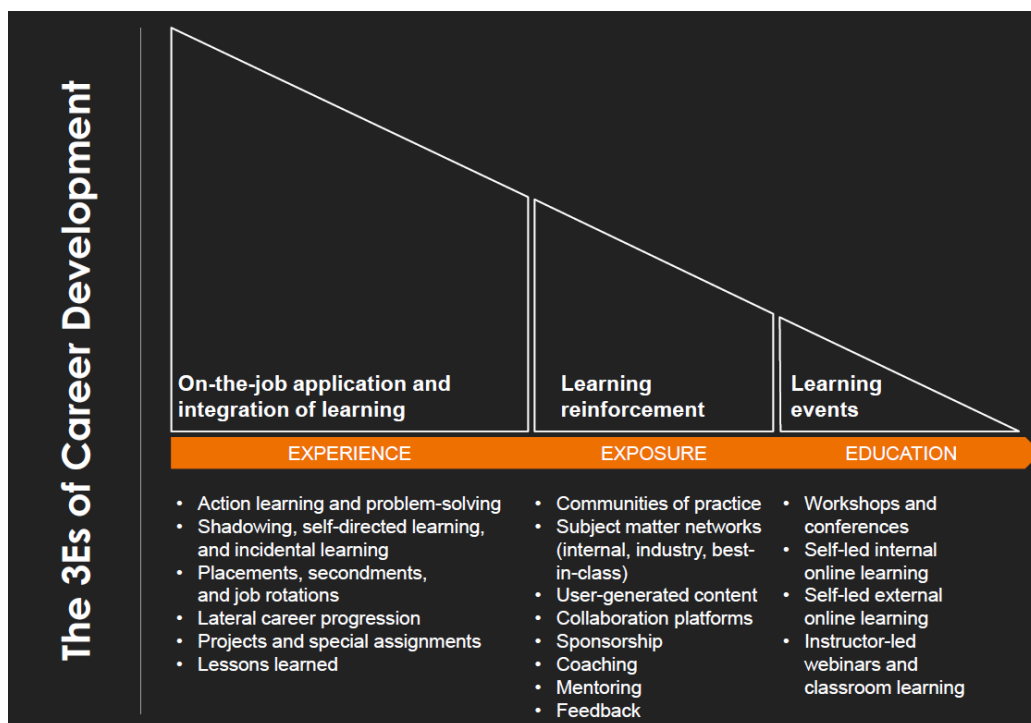 The 3Es of Career Development
On-the-job application and
integration of learning
Learning
reinforcement
Learning
events
EXPERIENCE
EXPOSURE
EDUCATION
• Action learning and problem-solving
• Shadowing, self-directed learning,
and incidental learning
• Placements, secondments,
and job rotations
• Lateral career progression
• Projects and special assignments
• Lessons learned
• Communities of practice
• Subject matter networks
(internal, industry, best-
in-class)
• User-generated content
• Collaboration platforms
• Sponsorship
• Coaching
• Mentoring
• Feedback
• Workshops and
conferences
• Self-led internal
online learning
• Self-led external
online learning
• Instructor-led
webinars and
classroom learning